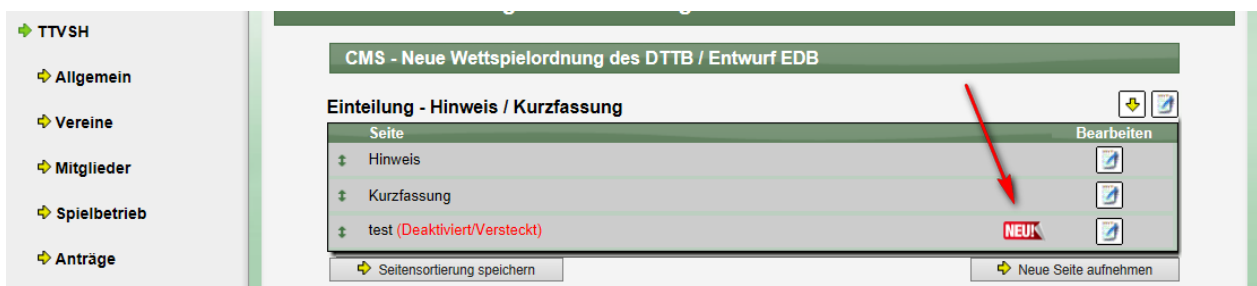 TTVSH
Allgemein
Vereine
Mitglieder
Spielbetrieb
Anträge
CMS - Neue Wettspielordnung des DTTB / Entwurf EDB
Einteilung - Hinweis / Kurzfassung
Seite Bearbeiten
Hinweis
Kurzfassung
test (Deaktiviert/Versteckt) NEU!
Seitensortierung speichern Neue Seite aufnehmen